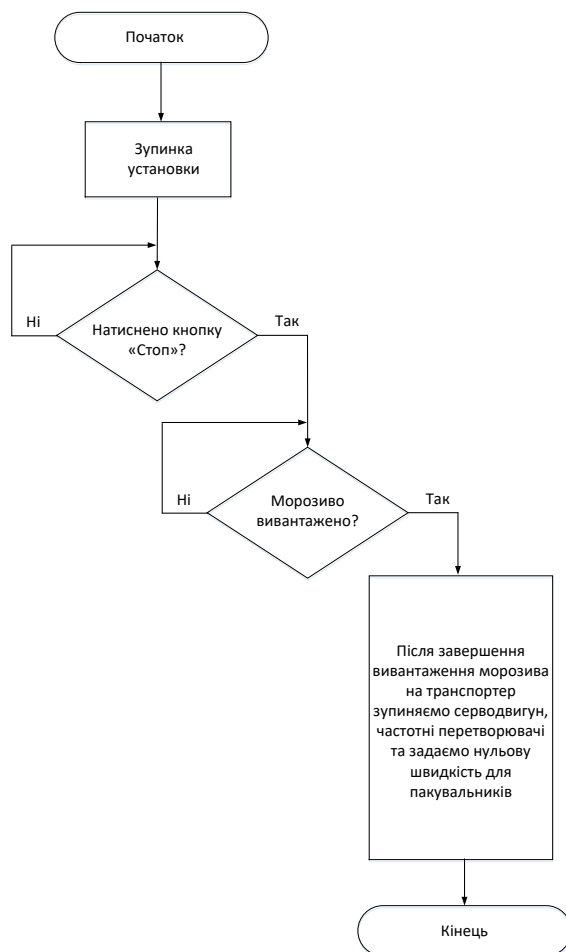 Початок
Зупинка
установки
Ні
Натиснено кнопку
«Стоп»?
Так
Ні
Морозиво
вивантажено?
Так
Після завершення
вивантаження морозива
на транспортер
зупиняємо серводвигун,
частотні перетворювачі
та задаємо нульову
швидкість для
пакувальників
Кінець